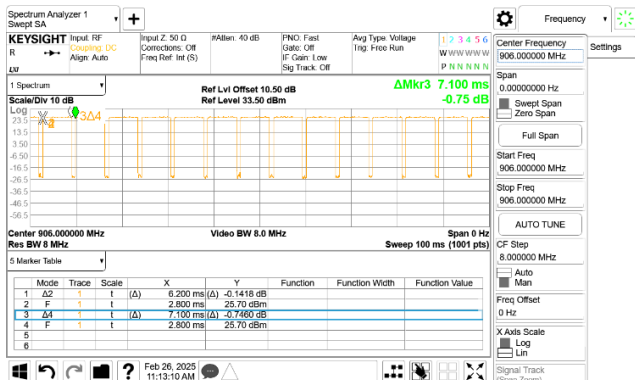 Spectrum Analyzer 1
Swept SA
Frequency
KEYSIGHT Input: RF Input Z: 50 Ω #Atten: 40 dB PNO: Fast Avg Type: Voltage 1 2 3 4 5 6
R Coupling: DC Corrections: Off Gate: Off Trig: Free Run W W W W W W
Align: Auto Freq Ref: Int (S) IF Gain: Low
Sig Track: Off P N N N N N
LXI
1 Spectrum Ref Lvl Offset 10.50 dB ΔMkr3 7.100 ms
Scale/Div 10 dB Ref Level 33.50 dBm -0.75 dB
Log
23.5
3Δ4
13.5
3.50
-6.50
-16.5
-26.5
-36.5
-46.5
-56.5
Center 906.000000 MHz Video BW 8.0 MHz Span 0 Hz
Res BW 8 MHz Sweep 100 ms (1001 pts)
5 Marker Table
Mode Trace Scale X Y Function Function Width Function Value
1 Δ2 1 t (Δ) 6.200 ms (Δ) -0.1418 dB
2 F 1 t 2.800 ms 25.70 dBm
3 Δ4 1 t (Δ) 7.100 ms (Δ) -0.7460 dB
4 F 1 t 2.800 ms 25.70 dBm
5
6
Feb 26, 2025
11:13:10 AM
Center Frequency
906.000000 MHz
Settings
Span
0.00000000 Hz
Swept Span
Zero Span
Full Span
Start Freq
906.000000 MHz
Stop Freq
906.000000 MHz
AUTO TUNE
CF Step
8.000000 MHz
Auto
Man
Freq Offset
0 Hz
X Axis Scale
Log
Lin
Signal Track
(Span Zoom)